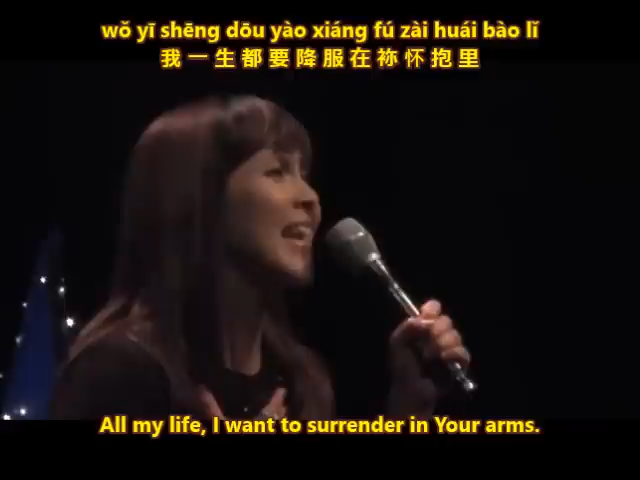 wǒ yī shēng dōu yào xiáng fú zài huái bào lǐ
我一生都要降服在祢怀抱里
All my life, I want to surrender in Your arms.